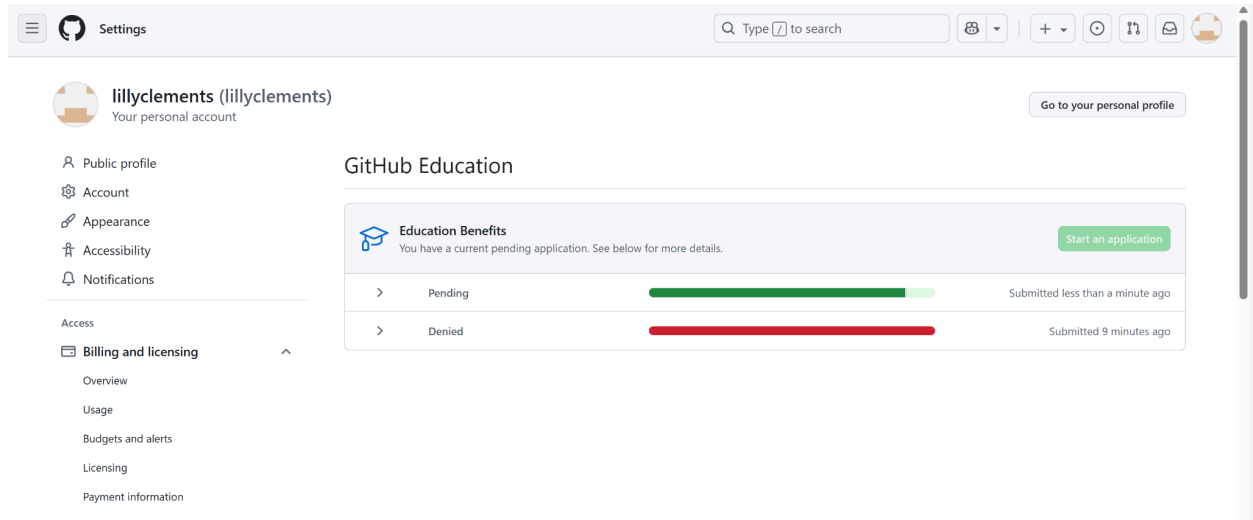 Settings
Type / to search
lillyclements (lillyclements)
Your personal account
Go to your personal profile
Public profile
Account
Appearance
Accessibility
Notifications
Access
Billing and licensing
Overview
Usage
Budgets and alerts
Licensing
Payment information
GitHub Education
Education Benefits
You have a current pending application. See below for more details.
Start an application
Pending
Submitted less than a minute ago
Denied
Submitted 9 minutes ago